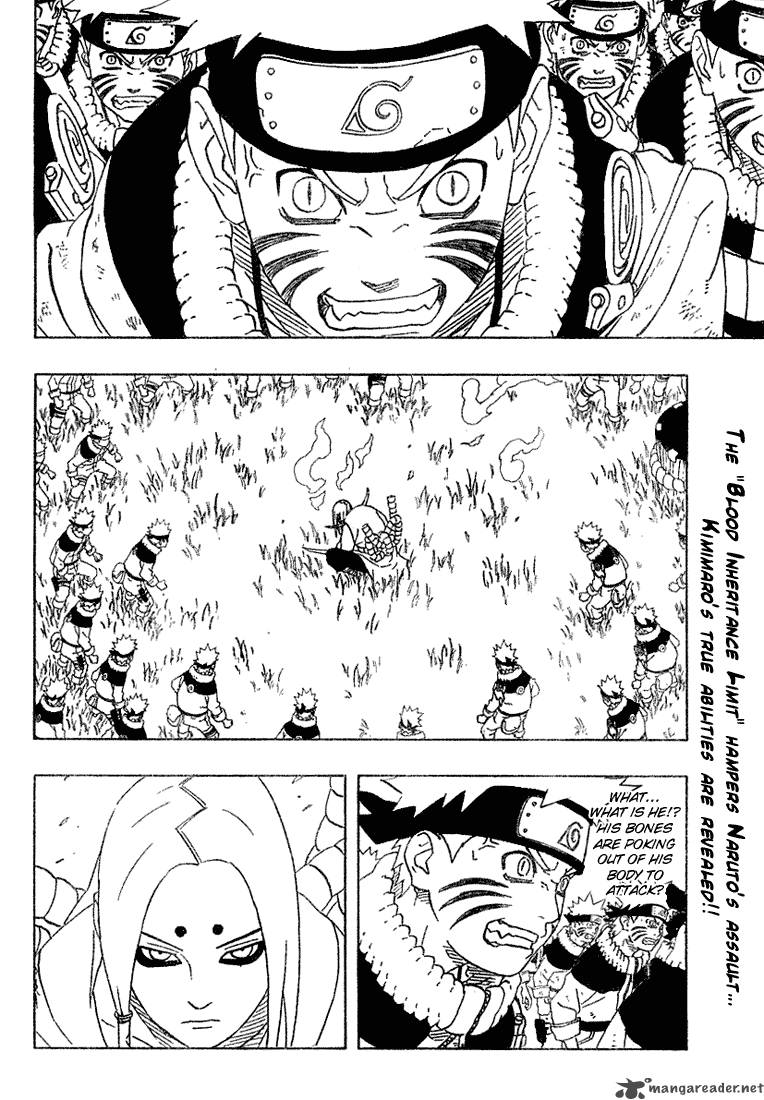 WHAT...
WHAT IS HE!?
HIS BONES
ARE POKING
OUT OF HIS
BODY TO
ATTACK?
THE "BLOOD INHERITANCE LIMIT" HAMPERS NARUTO'S ASSAULT...
KIMIMARO'S TRUE ABILITIES ARE REVEALED!!
mangareader.net